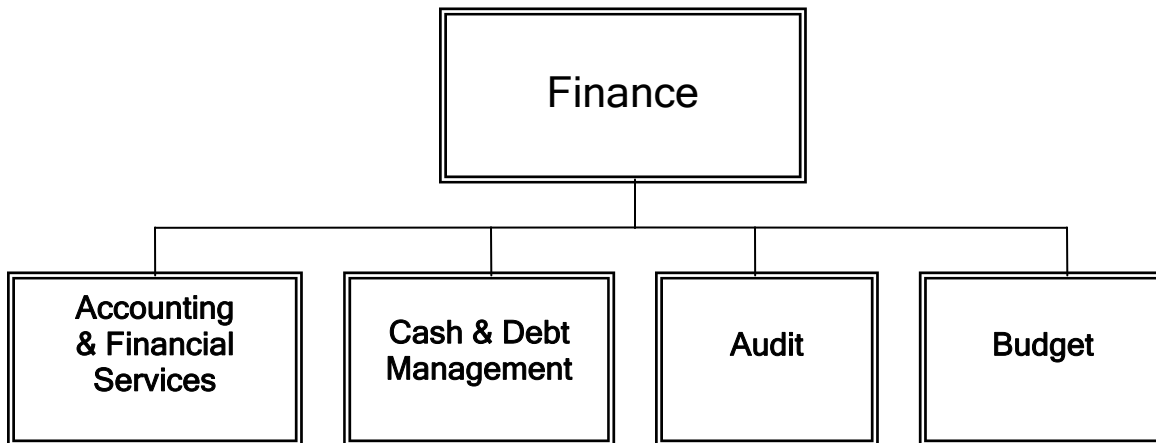 Finance
Accounting
& Financial
Services
Cash & Debt
Management
Audit
Budget